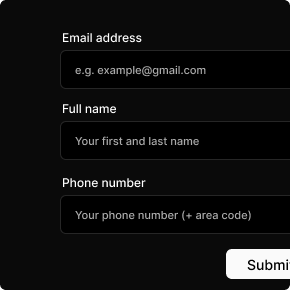 Email address
e.g. example@gmail.com
Full name
Your first and last name
Phone number
Your phone number (+ area code)
Submi